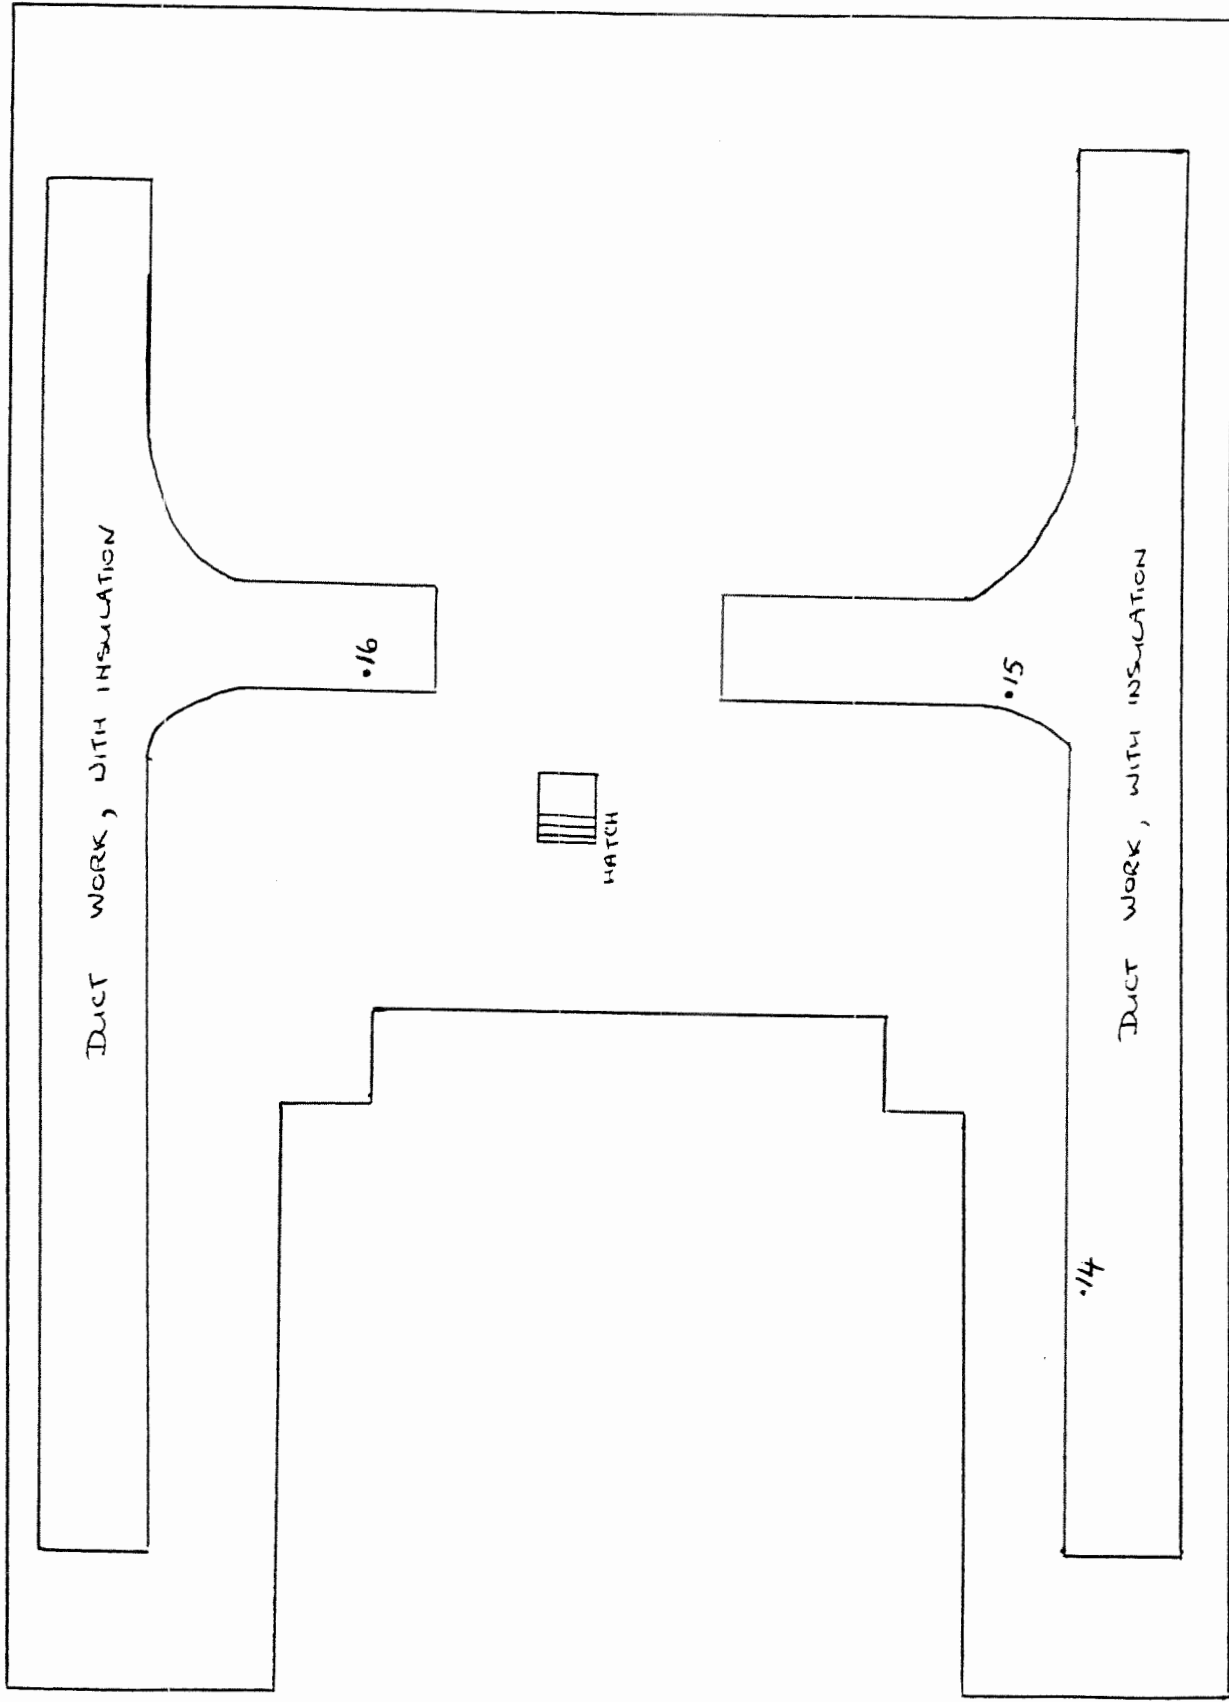 DUCT WORK, WITH INSULATION
.16
HATCH
.15
.14
DUCT WORK, WITH INSULATION